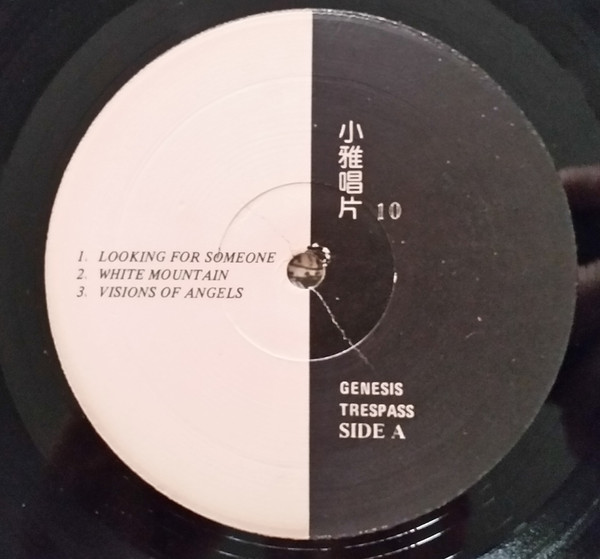 1. LOOKING FOR SOMEONE
2. WHITE MOUNTAIN
3. VISIONS OF ANGELS
小雅唱片
10
GENESIS
TRESPASS
SIDE A